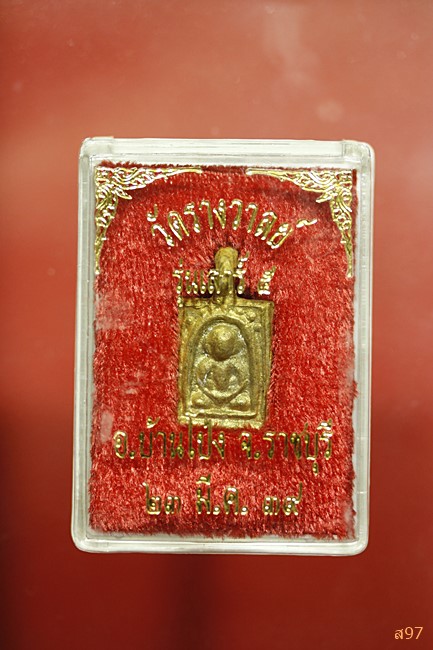 วัดรางวาลย์
รุ่นเสาร์ ๕
อ.บ้านโป่ง จ.ราชบุรี
๒๓ มี.ค. ๓๙
ส97